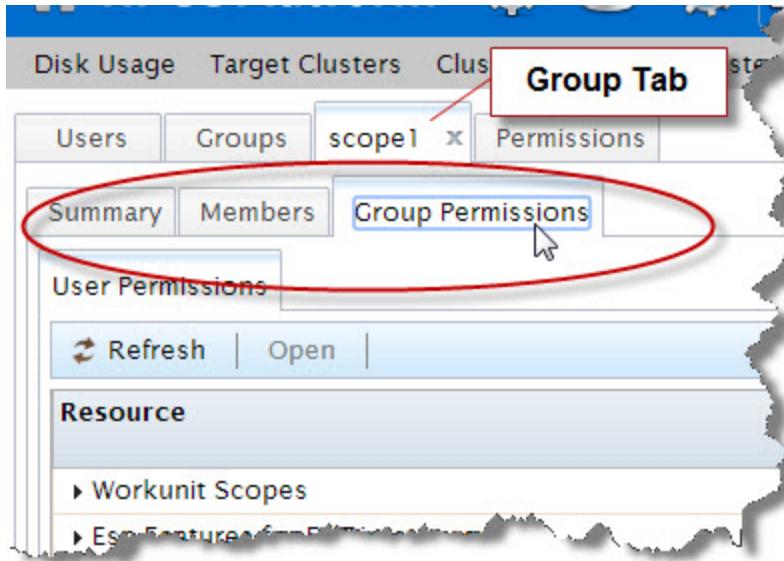 Disk Usage Target Clusters
Group Tab
Users Groups scope1 x Permissions
Summary Members Group Permissions
User Permissions
Refresh Open
Resource
Workunit Scopes